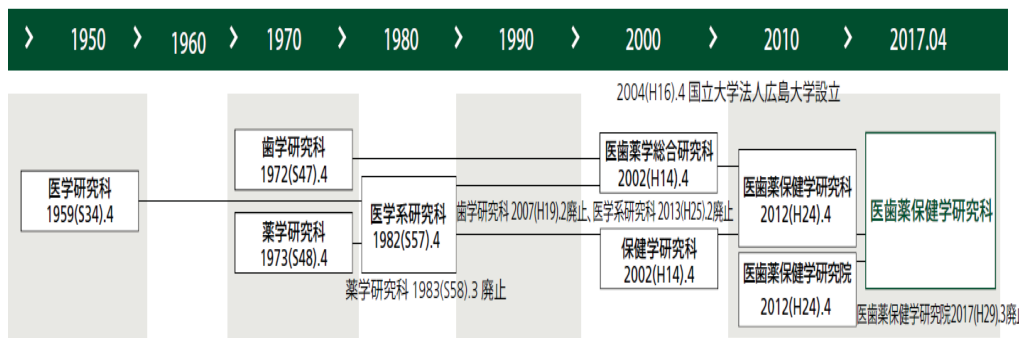 > 1950 > 1960 > 1970 > 1980 > 1990 > 2000 > 2010 > 2017.04
2004(H16).4 国立大学法人広島大学設立
医学研究科
1959(S34).4
歯学研究科
1972(S47).4
薬学研究科
1973(S48).4
医学系研究科
1982(S57).4
薬学研究科 1983(S58).3 廃止
歯学研究科 2007(H19).2廃止、医学系研究科 2013(H25).2廃止
医歯薬学総合研究科
2002(H14).4
保健学研究科
2002(H14).4
医歯薬保健学研究科
2012(H24).4
医歯薬保健学研究院
2012(H24).4
医歯薬保健学研究科
医歯薬保健学研究院2017(H29).3廃止